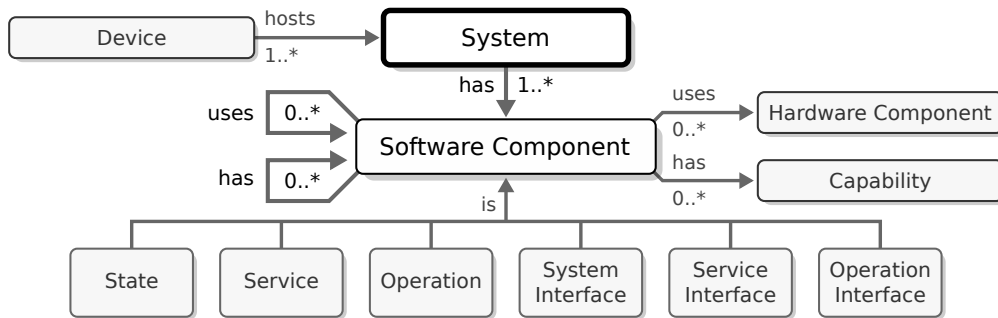 hosts
Device
System
1..*
has 1..*
uses 0..*
uses
0..*
Hardware Component
Software Component
has 0..*
has
0..*
Capability
is
State
Service
Operation
System
Interface
Service
Interface
Operation
Interface